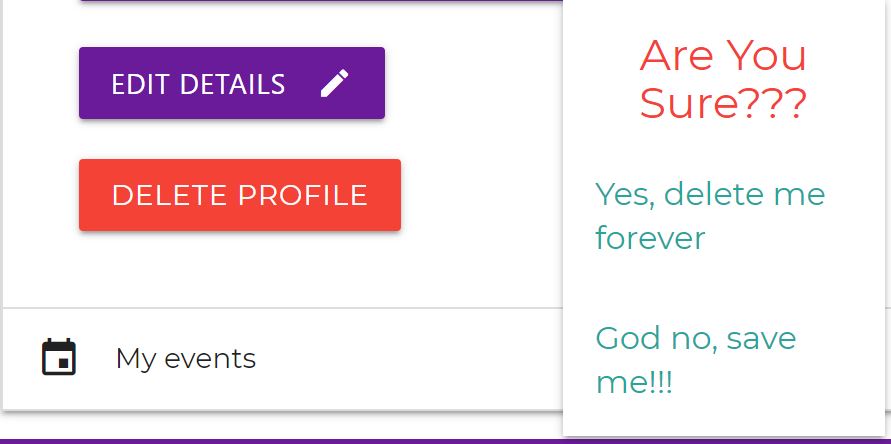 EDIT DETAILS
DELETE PROFILE
My events
Are You
Sure???
Yes, delete me
forever
God no, save
me!!!